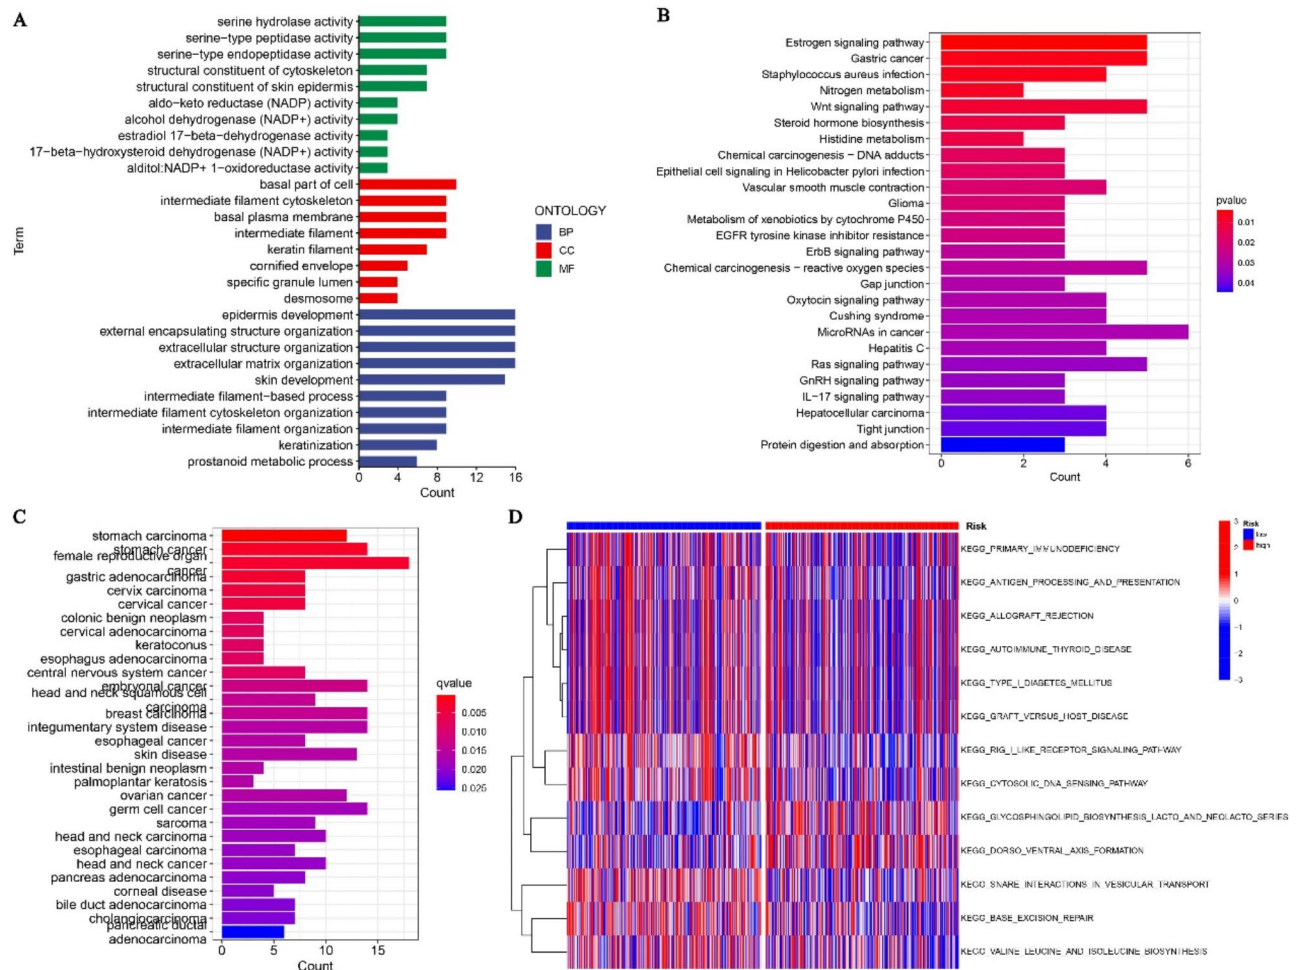 A
serine hydrolase activity
serine-type peptidase activity
serine-type endopeptidase activity
structural constituent of cytoskeleton
structural constituent of skin epidermis
aldo-keto reductase (NADP) activity
alcohol dehydrogenase (NADP+) activity
estradiol 17-beta-dehydrogenase activity
17-beta-hydroxysteroid dehydrogenase (NADP+) activity
alditol:NADP+ 1-oxidoreductase activity
basal part of cell
intermediate filament cytoskeleton
basal plasma membrane
intermediate filament
keratin filament
cornified envelope
specific granule lumen
desmosome
epidermis development
external encapsulating structure organization
extracellular structure organization
extracellular matrix organization
skin development
intermediate filament-based process
intermediate filament cytoskeleton organization
intermediate filament organization
keratinization
prostanoid metabolic process
Term
0 4 8 12 16
Count
ONTOLOGY
BP
CC
MF
B
Estrogen signaling pathway
Gastric cancer
Staphylococcus aureus infection
Nitrogen metabolism
Wnt signaling pathway
Steroid hormone biosynthesis
Histidine metabolism
Chemical carcinogenesis - DNA adducts
Epithelial cell signaling in Helicobacter pylori infection
Vascular smooth muscle contraction
Glioma
Metabolism of xenobiotics by cytochrome P450
EGFR tyrosine kinase inhibitor resistance
ErbB signaling pathway
Chemical carcinogenesis - reactive oxygen species
Gap junction
Oxytocin signaling pathway
Cushing syndrome
MicroRNAs in cancer
Hepatitis C
Ras signaling pathway
GnRH signaling pathway
IL-17 signaling pathway
Hepatocellular carcinoma
Tight junction
Protein digestion and absorption
0 2 4 6
Count
pvalue
0.01
0.02
0.03
0.04
C
stomach carcinoma
stomach cancer
female reproductive organ
cancer
gastric adenocarcinoma
cervix carcinoma
cervical cancer
colonic benign neoplasm
cervical adenocarcinoma
keratoconus
esophagus adenocarcinoma
central nervous system cancer
embryonal cancer
head and neck squamous cell
carcinoma
breast carcinoma
integumentary system disease
esophageal cancer
skin disease
intestinal benign neoplasm
palmoplantar keratosis
ovarian cancer
germ cell cancer
sarcoma
head and neck carcinoma
esophageal carcinoma
head and neck cancer
pancreas adenocarcinoma
corneal disease
bile duct adenocarcinoma
cholangiocarcinoma
pancreatic ductal
adenocarcinoma
0 5 10 15
Count
qvalue
0.005
0.010
0.015
0.020
0.025
D
Risk
KEGG_PRIMARY_IMMUNODEFICIENCY
KEGG_ANTIGEN_PROCESSING_AND_PRESENTATION
KEGG_ALLOGRAFT_REJECTION
KEGG_AUTOIMMUNE_THYROID_DISEASE
KEGG_TYPE_I_DIABETES_MELLITUS
KEGG_GRAFT_VERSUS_HOST_DISEASE
KEGG_RIG_I_LIKE_RECEPTOR_SIGNALING_PATHWAY
KEGG_CYTOSOLIC_DNA_SENSING_PATHWAY
KEGG_GLYCOSPHINGOLIPID_BIOSYNTHESIS_LACTO_AND_NEOLACTO_SERIES
KEGG_DORSO_VENTRAL_AXIS_FORMATION
KEGG_SNARE_INTERACTIONS_IN_VESICULAR_TRANSPORT
KEGG_BASE_EXCISION_REPAIR
KEGG_VALINE_LEUCINE_AND_ISOLEUCINE_BIOSYNTHESIS
3
2
1
0
-1
-2
-3
Risk
low
high